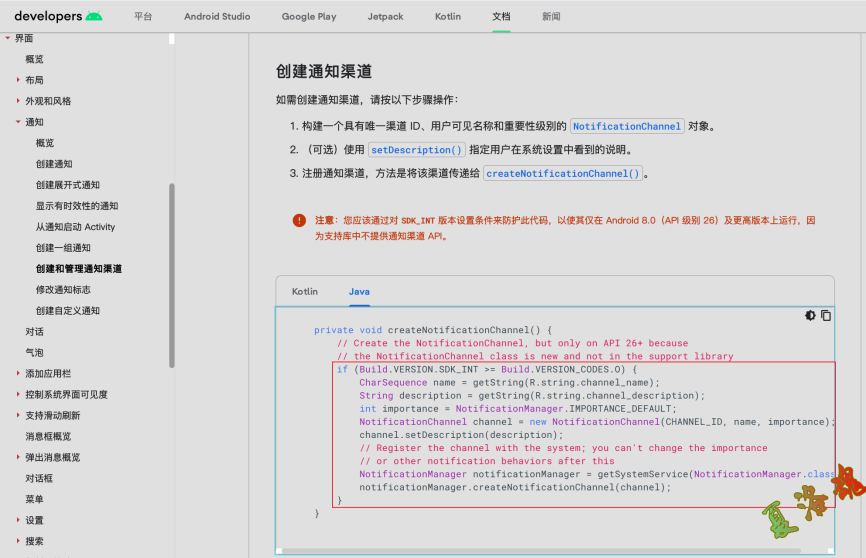 developers
平台
Android Studio
Google Play
Jetpack
Kotlin
文档
新闻
界面
概览
布局
外观和风格
通知
概览
创建通知
创建展开式通知
显示有时效性的通知
从通知启动 Activity
创建一组通知
创建和管理通知渠道
修改通知标志
创建自定义通知
对话
气泡
添加应用栏
控制系统界面可见度
支持滑动刷新
消息框概览
弹出消息概览
对话框
菜单
设置
搜索
创建通知渠道
如需创建通知渠道，请按以下步骤操作：
1. 构建一个具有唯一渠道 ID、用户可见名称和重要性级别的 NotificationChannel 对象。
2. （可选）使用 setDescription() 指定用户在系统设置中看到的说明。
3. 注册通知渠道，方法是将该渠道传递给 createNotificationChannel() 。
注意：您应该通过对 SDK_INT 版本设置条件来防护此代码，以使其仅在 Android 8.0（API 级别 26）及更高版本上运行，因
为支持库中不提供通知渠道 API。
Kotlin
Java
private void createNotificationChannel() {
// Create the NotificationChannel, but only on API 26+ because
// the NotificationChannel class is new and not in the support library
if (Build.VERSION.SDK_INT >= Build.VERSION_CODES.O) {
CharSequence name = getString(R.string.channel_name);
String description = getString(R.string.channel_description);
int importance = NotificationManager.IMPORTANCE_DEFAULT;
NotificationChannel channel = new NotificationChannel(CHANNEL_ID, name, importance);
channel.setDescription(description);
// Register the channel with the system; you can't change the importance
// or other notification behaviors after this
NotificationManager notificationManager = getSystemService(NotificationManager.class
notificationManager.createNotificationChannel(channel);
}
}